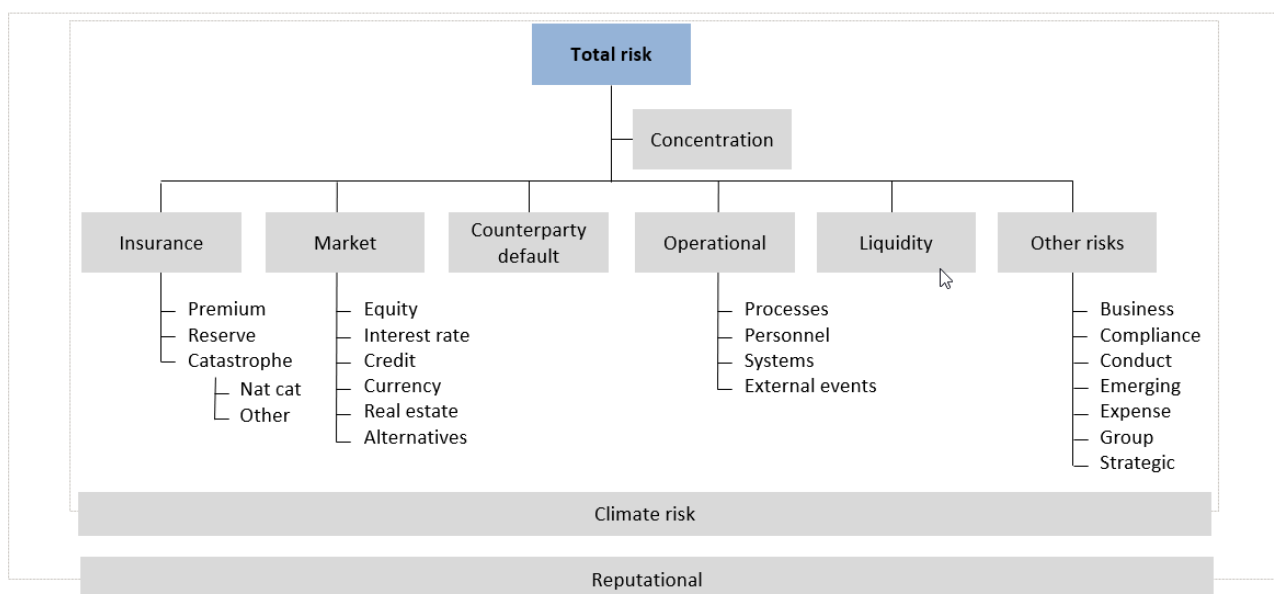 Total risk
Concentration
Insurance
Market
Counterparty
default
Operational
Liquidity
Other risks
Premium
Reserve
Catastrophe
Nat cat
Other
Equity
Interest rate
Credit
Currency
Real estate
Alternatives
Processes
Personnel
Systems
External events
Business
Compliance
Conduct
Emerging
Expense
Group
Strategic
Climate risk
Reputational